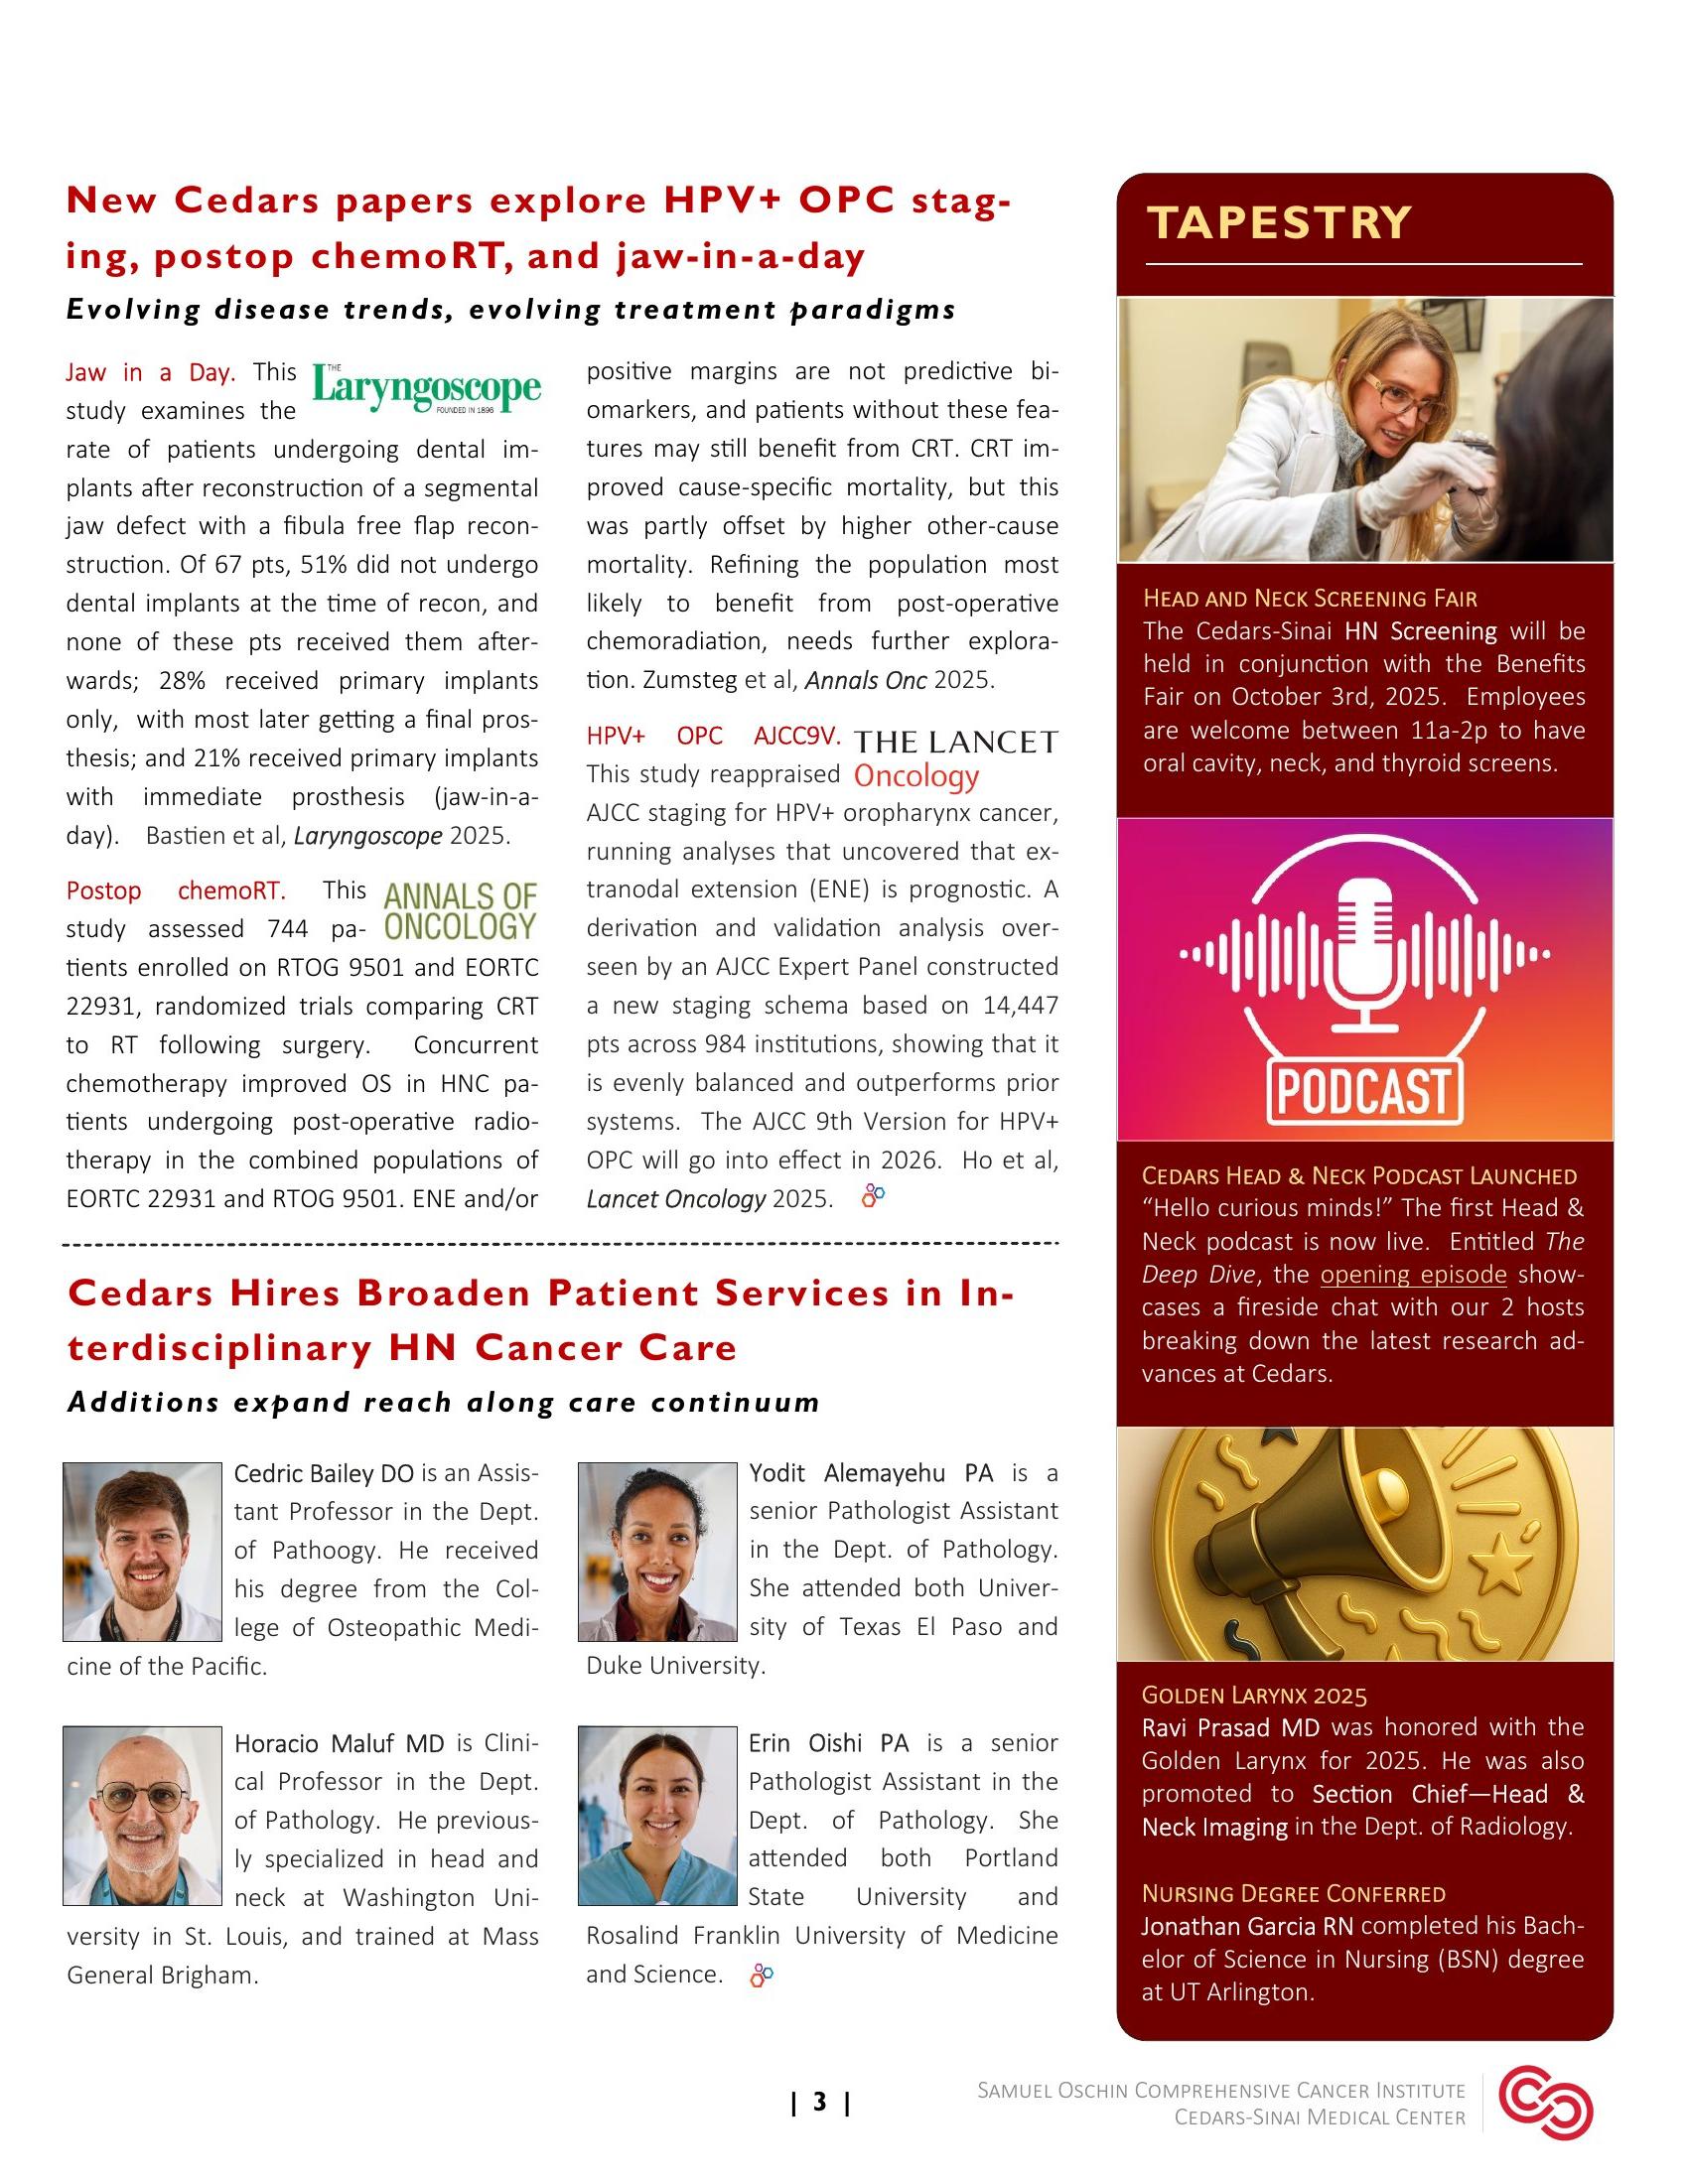 New Cedars papers explore HPV+ OPC stag-
ing, postop chemoRT, and jaw-in-a-day
Evolving disease trends, evolving treatment paradigms
Jaw in a Day. This
study examines the
THE
Laryngoscope
FOUNDED IN 1896
rate of patients undergoing dental im-
plants after reconstruction of a segmental
jaw defect with a fibula free flap recon-
struction. Of 67 pts, 51% did not undergo
dental implants at the time of recon, and
none of these pts received them after-
wards; 28% received primary implants
only, with most later getting a final pros-
thesis; and 21% received primary implants
with immediate prosthesis (jaw-in-a-
day). Bastien et al, Laryngoscope 2025.
Postop chemoRT. This
study assessed 744 pa-
ANNALS OF
ONCOLOGY
tients enrolled on RTOG 9501 and EORTC
22931, randomized trials comparing CRT
to RT following surgery. Concurrent
chemotherapy improved OS in HNC pa-
tients undergoing post-operative radio-
therapy in the combined populations of
EORTC 22931 and RTOG 9501. ENE and/or
positive margins are not predictive bi-
omarkers, and patients without these fea-
tures may still benefit from CRT. CRT im-
proved cause-specific mortality, but this
was partly offset by higher other-cause
mortality. Refining the population most
likely to benefit from post-operative
chemoradiation, needs further explora-
tion. Zumsteg et al, Annals Onc 2025.
HPV+ OPC AJCC9V.
This study reappraised
THE LANCET
Oncology
AJCC staging for HPV+ oropharynx cancer,
running analyses that uncovered that ex-
tranodal extension (ENE) is prognostic. A
derivation and validation analysis over-
seen by an AJCC Expert Panel constructed
a new staging schema based on 14,447
pts across 984 institutions, showing that it
is evenly balanced and outperforms prior
systems. The AJCC 9th Version for HPV+
OPC will go into effect in 2026. Ho et al,
Lancet Oncology 2025.
Cedars Hires Broaden Patient Services in In-
terdisciplinary HN Cancer Care
Additions expand reach along care continuum
Cedric Bailey DO is an Assis-
tant Professor in the Dept.
of Pathoogy. He received
his degree from the Col-
lege of Osteopathic Medi-
cine of the Pacific.
Horacio Maluf MD is Clini-
cal Professor in the Dept.
of Pathology. He previous-
ly specialized in head and
neck at Washington Uni-
versity in St. Louis, and trained at Mass
General Brigham.
Yodit Alemayehu PA is a
senior Pathologist Assistant
in the Dept. of Pathology.
She attended both Univer-
sity of Texas El Paso and
Duke University.
Erin Oishi PA is a senior
Pathologist Assistant in the
Dept. of Pathology. She
attended both Portland
State University and
Rosalind Franklin University of Medicine
and Science.
TAPESTRY
HEAD AND NECK SCREENING FAIR
The Cedars-Sinai HN Screening will be
held in conjunction with the Benefits
Fair on October 3rd, 2025. Employees
are welcome between 11a-2p to have
oral cavity, neck, and thyroid screens.
PODCAST
CEDARS HEAD & NECK PODCAST LAUNCHED
“Hello curious minds!” The first Head &
Neck podcast is now live. Entitled The
Deep Dive, the opening episode show-
cases a fireside chat with our 2 hosts
breaking down the latest research ad-
vances at Cedars.
GOLDEN LARYNX 2025
Ravi Prasad MD was honored with the
Golden Larynx for 2025. He was also
promoted to Section Chief—Head &
Neck Imaging in the Dept. of Radiology.
NURSING DEGREE CONFERRED
Jonathan Garcia RN completed his Bach-
elor of Science in Nursing (BSN) degree
at UT Arlington.
| 3 |
SAMUEL OSCHIN COMPREHENSIVE CANCER INSTITUTE
CEDARS-SINAI MEDICAL CENTER